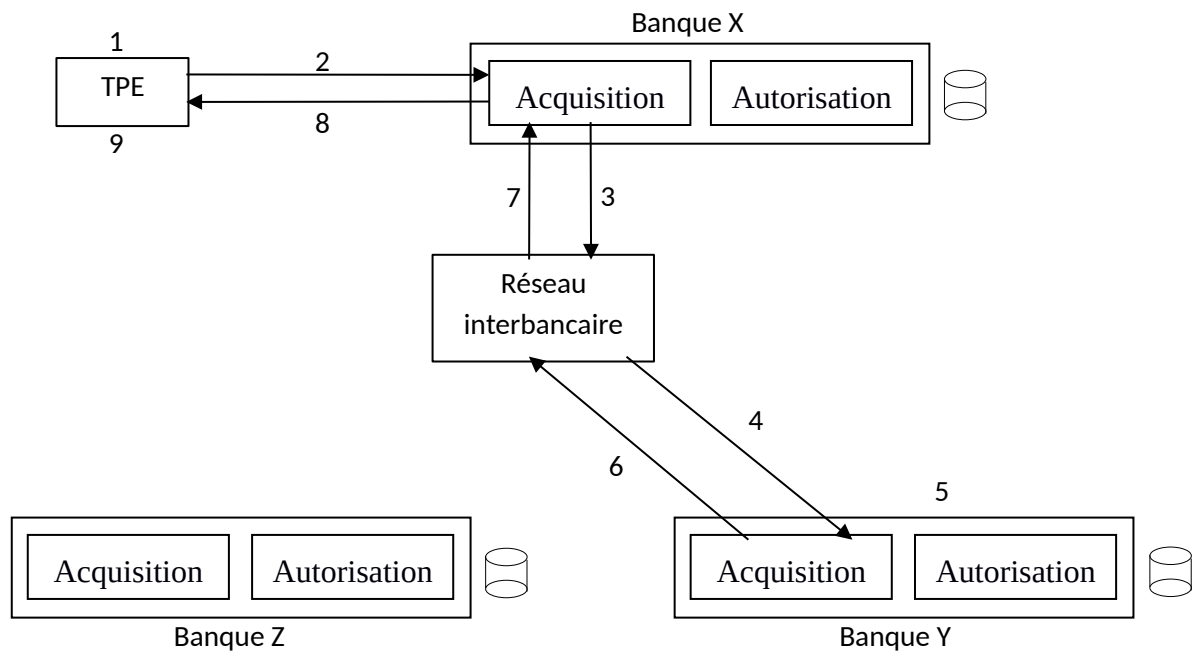 Banque X
1
TPE
2
Acquisition
Autorisation
8
9
7
3
Réseau
interbancaire
4
6
5
Acquisition
Autorisation
Acquisition
Autorisation
Banque Z
Banque Y